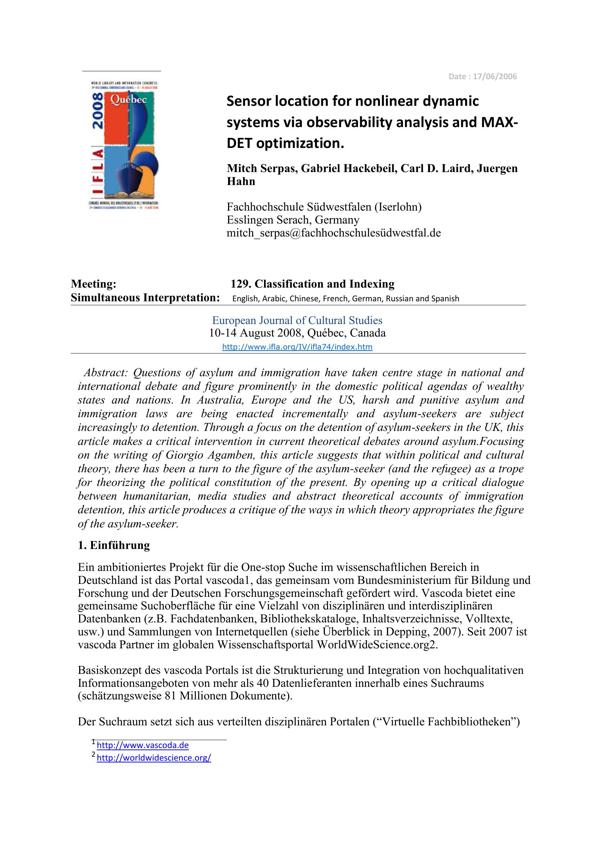 Date : 17/06/2006
WORLD LIBRARY AND INFORMATION CONGRESS:
Québec
IFLA 2008
Sensor location for nonlinear dynamic
systems via observability analysis and MAX-
DET optimization.
Mitch Serpas, Gabriel Hackebeil, Carl D. Laird, Juergen
Hahn
Fachhochschule Südwestfalen (Iserlohn)
Esslingen Serach, Germany
mitch_serpas@fachhochschulesüdwestfal.de
Meeting: 129. Classification and Indexing
Simultaneous Interpretation: English, Arabic, Chinese, French, German, Russian and Spanish
European Journal of Cultural Studies
10-14 August 2008, Québec, Canada
http://www.ifla.org/IV/ifla74/index.htm
Abstract: Questions of asylum and immigration have taken centre stage in national and
international debate and figure prominently in the domestic political agendas of wealthy
states and nations. In Australia, Europe and the US, harsh and punitive asylum and
immigration laws are being enacted incrementally and asylum-seekers are subject
increasingly to detention. Through a focus on the detention of asylum-seekers in the UK, this
article makes a critical intervention in current theoretical debates around asylum.Focusing
on the writing of Giorgio Agamben, this article suggests that within political and cultural
theory, there has been a turn to the figure of the asylum-seeker (and the refugee) as a trope
for theorizing the political constitution of the present. By opening up a critical dialogue
between humanitarian, media studies and abstract theoretical accounts of immigration
detention, this article produces a critique of the ways in which theory appropriates the figure
of the asylum-seeker.
1. Einführung
Ein ambitioniertes Projekt für die One-stop Suche im wissenschaftlichen Bereich in
Deutschland ist das Portal vascoda1, das gemeinsam vom Bundesministerium für Bildung und
Forschung und der Deutschen Forschungsgemeinschaft gefördert wird. Vascoda bietet eine
gemeinsame Suchoberfläche für eine Vielzahl von disziplinären und interdisziplinären
Datenbanken (z.B. Fachdatenbanken, Bibliothekskataloge, Inhaltsverzeichnisse, Volltexte,
usw.) und Sammlungen von Internetquellen (siehe Überblick in Depping, 2007). Seit 2007 ist
vascoda Partner im globalen Wissenschaftsportal WorldWideScience.org2.
Basiskonzept des vascoda Portals ist die Strukturierung und Integration von hochqualitativen
Informationsangeboten von mehr als 40 Datenlieferanten innerhalb eines Suchraums
(schätzungsweise 81 Millionen Dokumente).
Der Suchraum setzt sich aus verteilten disziplinären Portalen (“Virtuelle Fachbibliotheken”)
1 http://www.vascoda.de
2 http://worldwidescience.org/